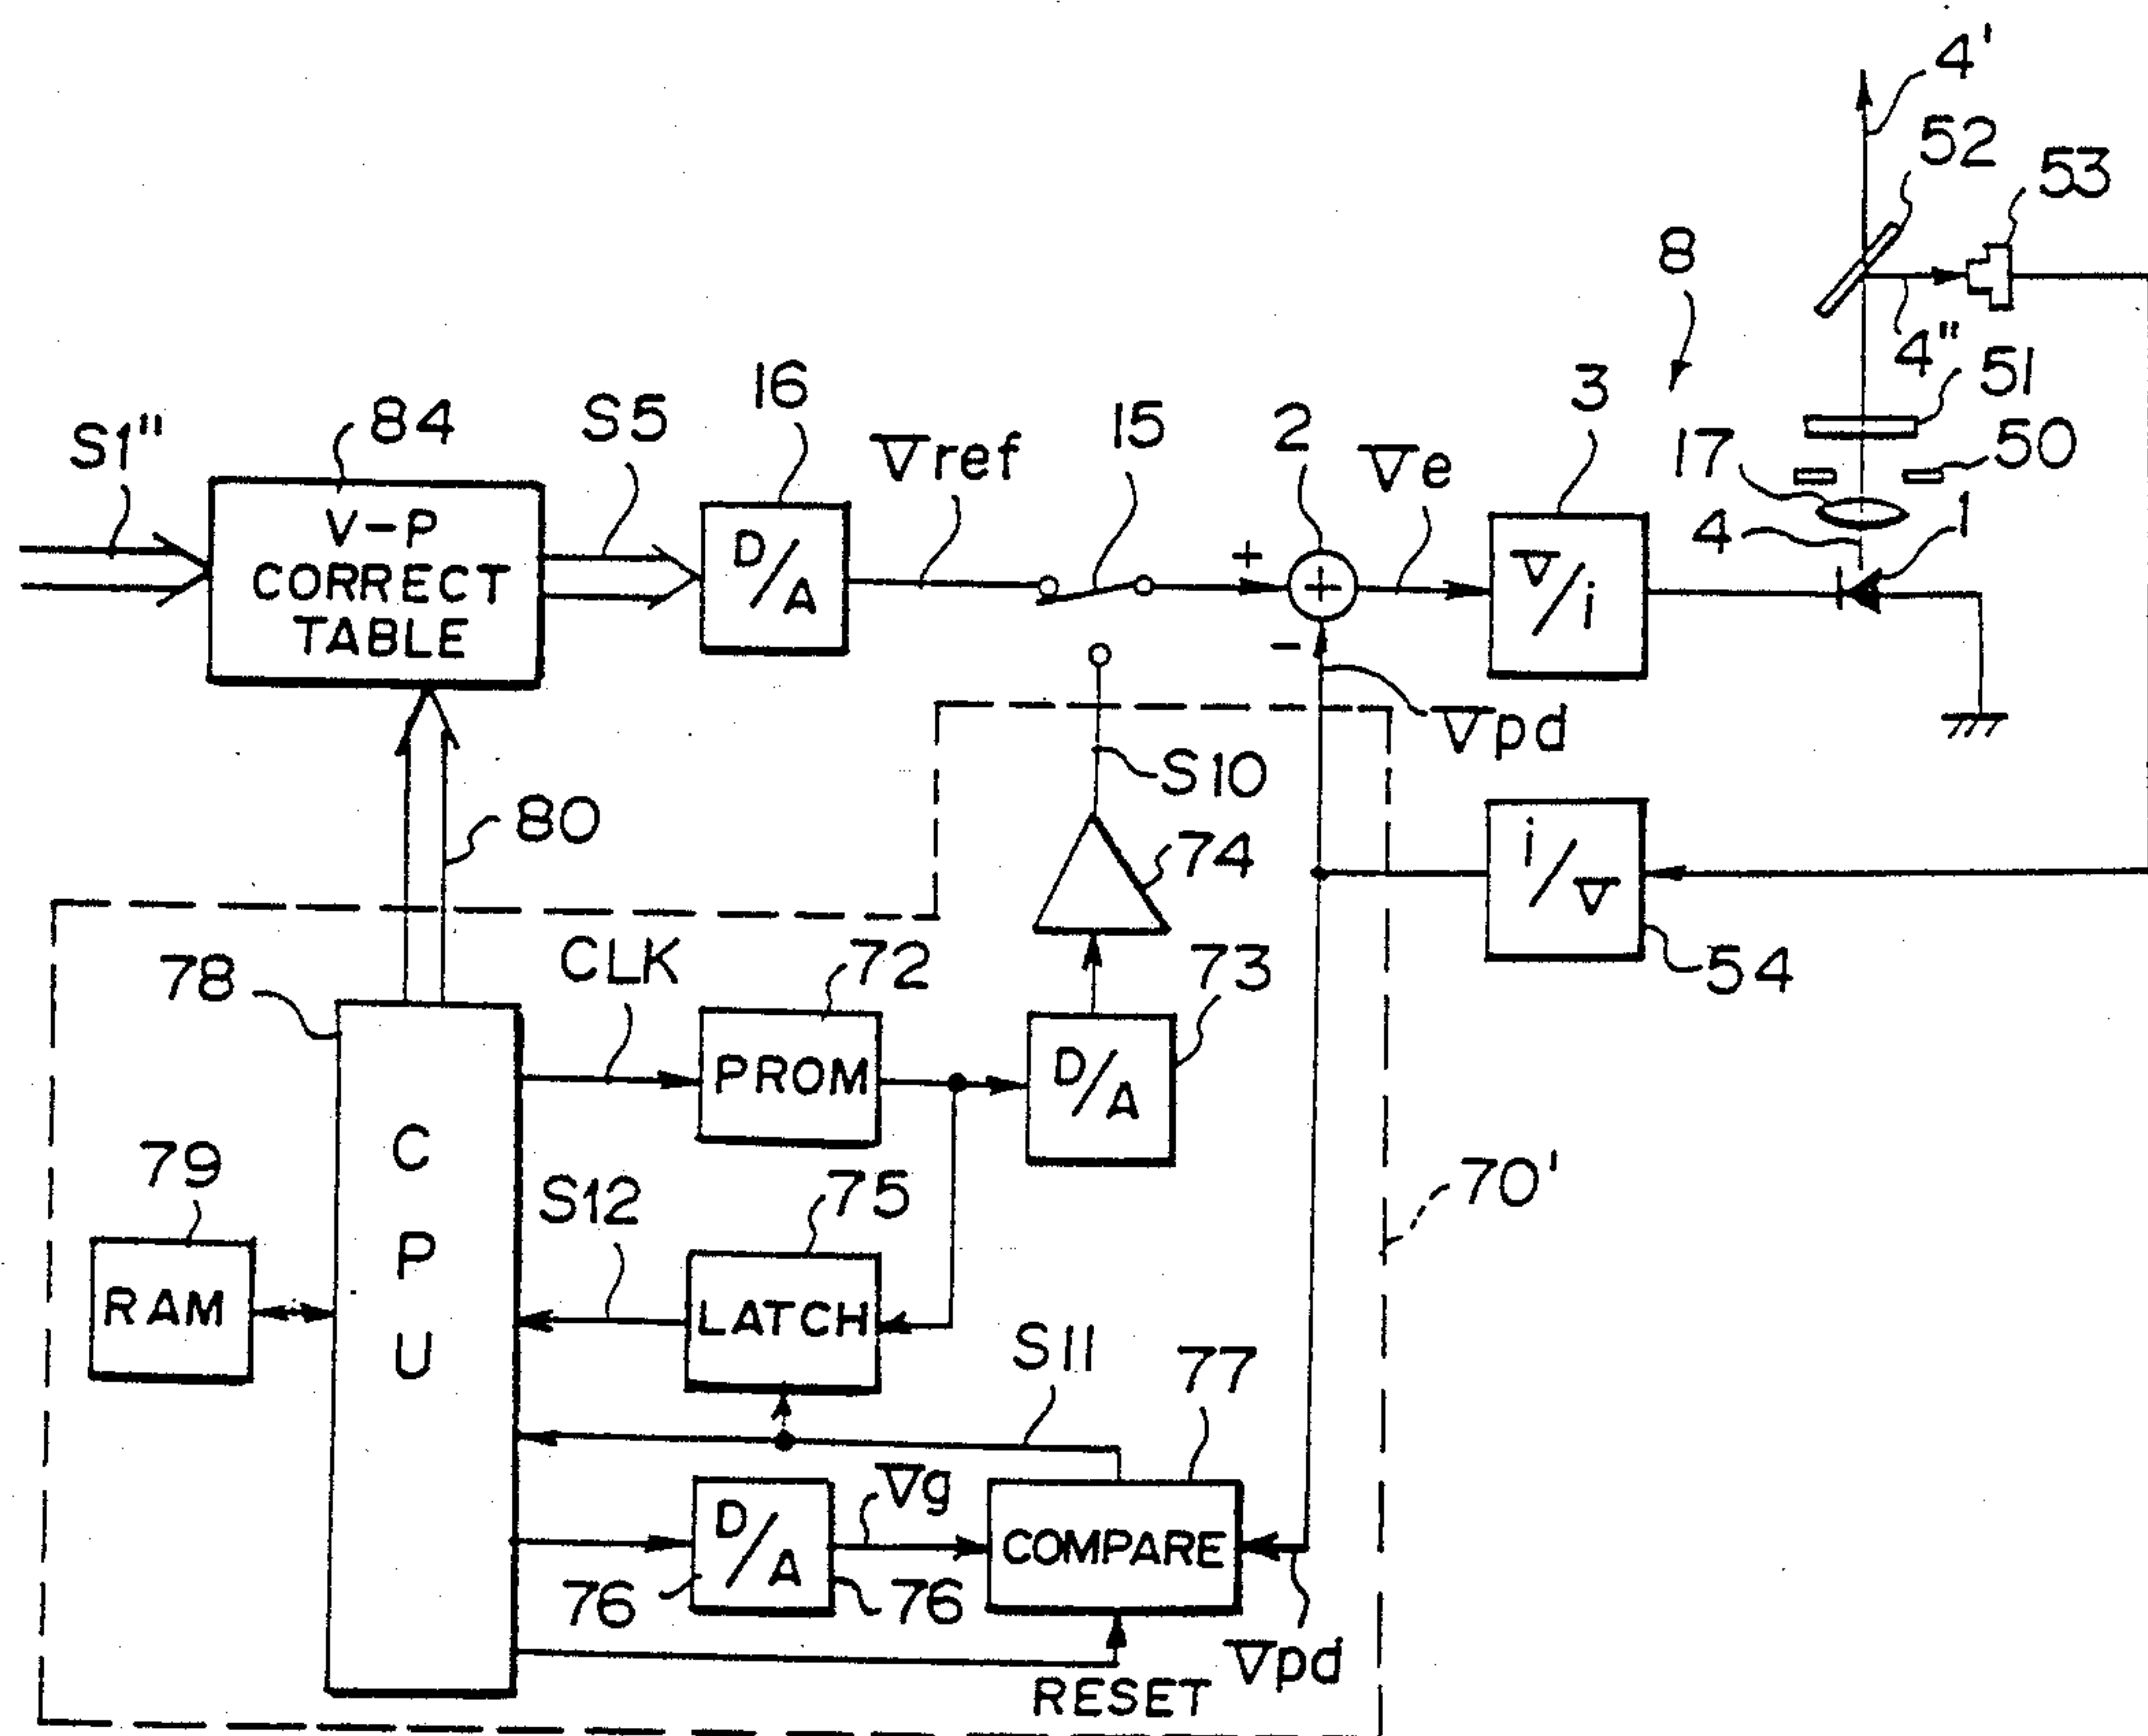 4'
52
53
8
4"
16
3
51
S1"
84
S5
Vref
15
2
Ve
17
50
4
1
V-P
CORRECT
TABLE
D/A
+
+
V/i
-
Vpd
S10
80
74
i/V
CLK
72
73
54
78
PROM
D/A
C
P
U
79
S12
75
70'
RAM
LATCH
S11
77
Vg
D/A
COMPARE
76
76
Vpd
RESET